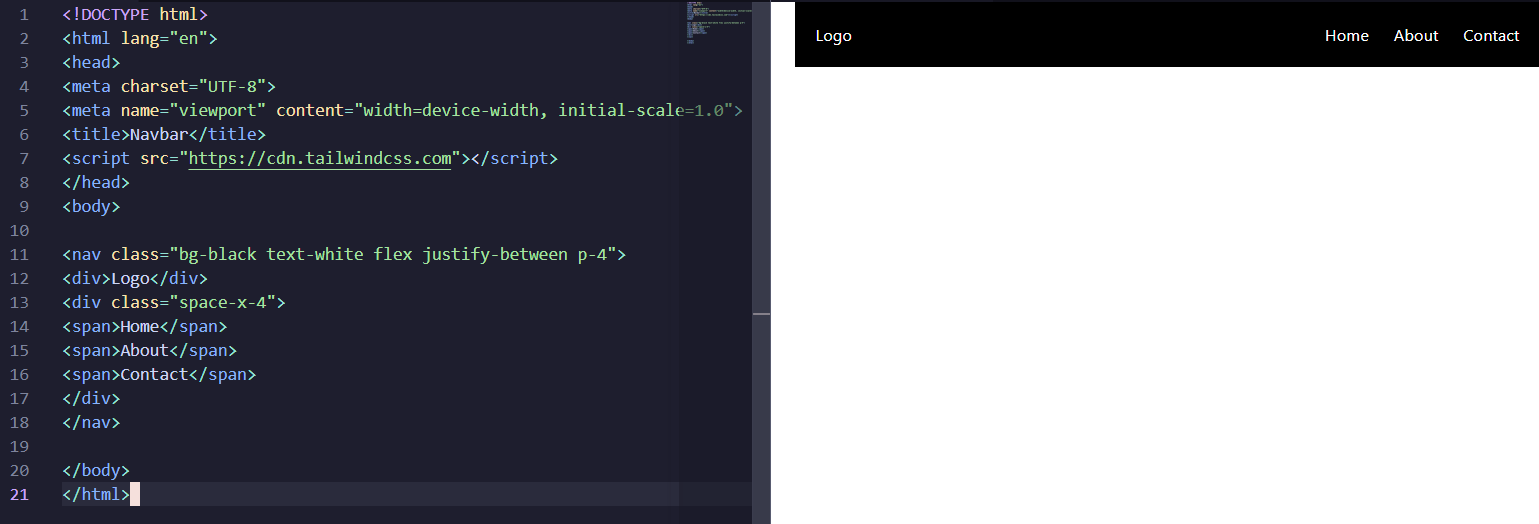 1 <!DOCTYPE html>
2 <html lang="en">
3 <head>
4 <meta charset="UTF-8">
5 <meta name="viewport" content="width=device-width, initial-scale=1.0">
6 <title>Navbar</title>
7 <script src="https://cdn.tailwindcss.com"></script>
8 </head>
9 <body>
10
11 <nav class="bg-black text-white flex justify-between p-4">
12 <div>Logo</div>
13 <div class="space-x-4">
14 <span>Home</span>
15 <span>About</span>
16 <span>Contact</span>
17 </div>
18 </nav>
19
20 </body>
21 </html>
Logo Home About Contact